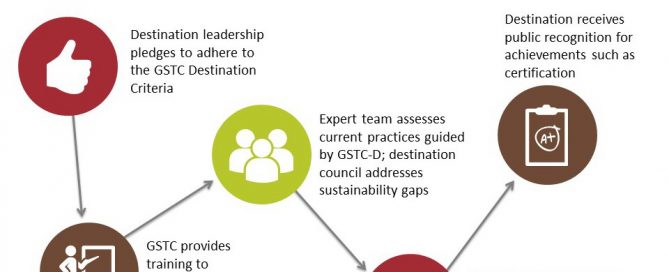 Destination leadership
pledges to adhere to
the GSTC Destination
Criteria
GSTC provides
training to
Expert team assesses
current practices guided
by GSTC-D; destination
council addresses
sustainability gaps
Destination receives
public recognition for
achievements such as
certification
A+